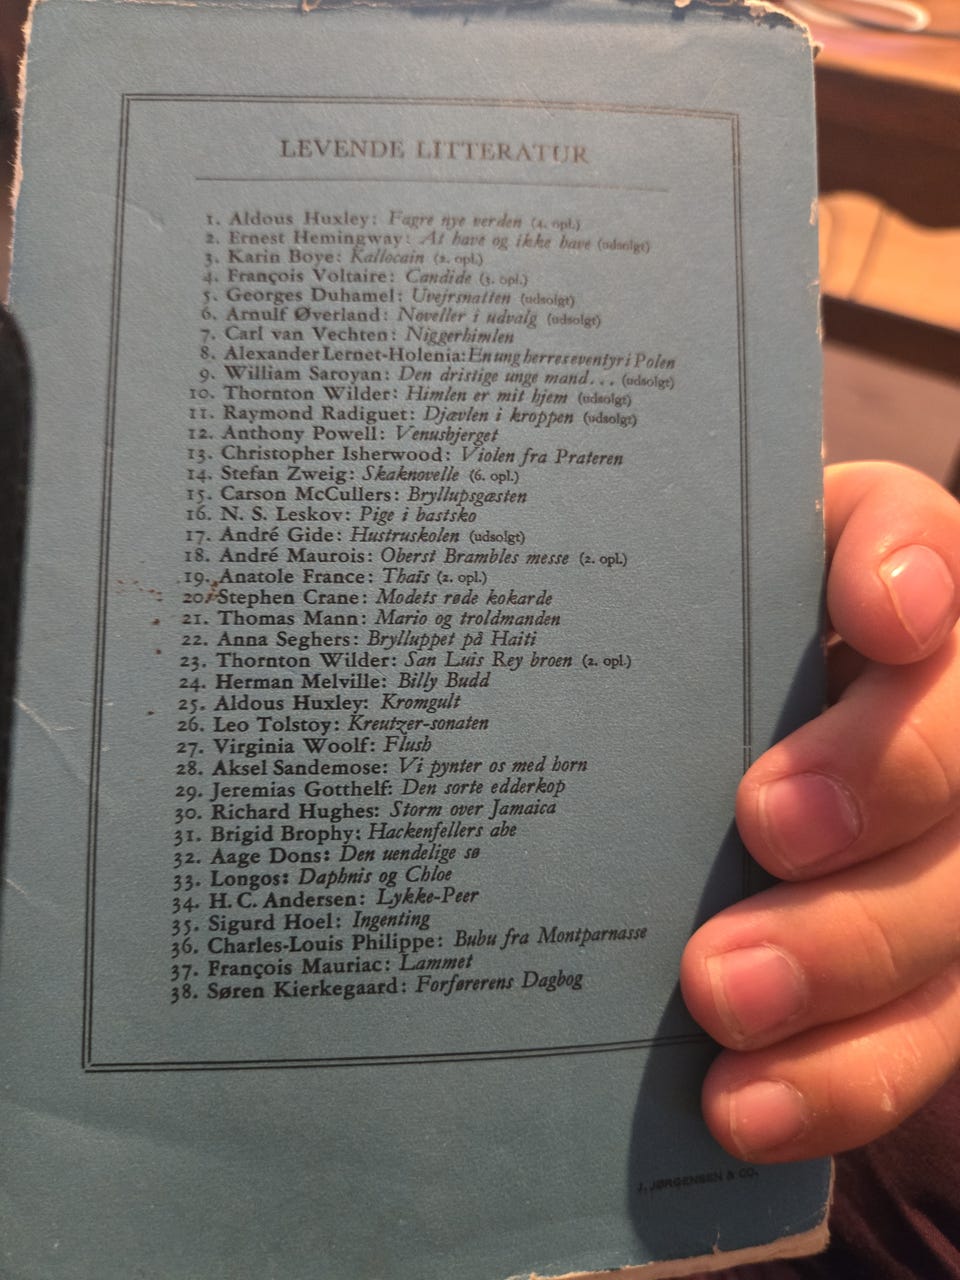 LEVENDE LITTERATUR
1. Aldous Huxley: Fagre nye verden (4. opl.)
2. Ernest Hemingway: At have og ikke have (udsolgt)
3. Karin Boye: Kallocain (2. opl.)
4. François Voltaire: Candide (3. opl.)
5. Georges Duhamel: Uvejrsnatten (udsolgt)
6. Arnulf Øverland: Noveller i udvalg (udsolgt)
7. Carl van Vechten: Niggerhimlen
8. Alexander Lernet-Holenia: En ung herres eventyr i Polen
9. William Saroyan: Den dristige unge mand... (udsolgt)
10. Thornton Wilder: Himlen er mit hjem (udsolgt)
11. Raymond Radiguet: Djævlen i kroppen (udsolgt)
12. Anthony Powell: Venusbjerget
13. Christopher Isherwood: Violen fra Prateren
14. Stefan Zweig: Skaknovelle (6. opl.)
15. Carson McCullers: Bryllupsgæsten
16. N. S. Leskov: Pige i bastsko
17. André Gide: Hustruskolen (udsolgt)
18. André Maurois: Oberst Brambles messe (2. opl.)
19. Anatole France: Thaïs (2. opl.)
20. Stephen Crane: Modets røde kokarde
21. Thomas Mann: Mario og troldmanden
22. Anna Seghers: Brylluppet på Haiti
23. Thornton Wilder: San Luis Rey broen (2. opl.)
24. Herman Melville: Billy Budd
25. Aldous Huxley: Kromgult
26. Leo Tolstoy: Kreutzer-sonaten
27. Virginia Woolf: Flush
28. Aksel Sandemose: Vi pynter os med horn
29. Jeremias Gotthelf: Den sorte edderkop
30. Richard Hughes: Storm over Jamaica
31. Brigid Brophy: Hackenfellers abe
32. Aage Dons: Den uendelige sø
33. Longos: Daphnis og Chloe
34. H. C. Andersen: Lykke-Peer
35. Sigurd Hoel: Ingenting
36. Charles-Louis Philippe: Bubu fra Montparnasse
37. François Mauriac: Lammet
38. Søren Kierkegaard: Forførerens Dagbog
J. JØRGENSEN & CO.